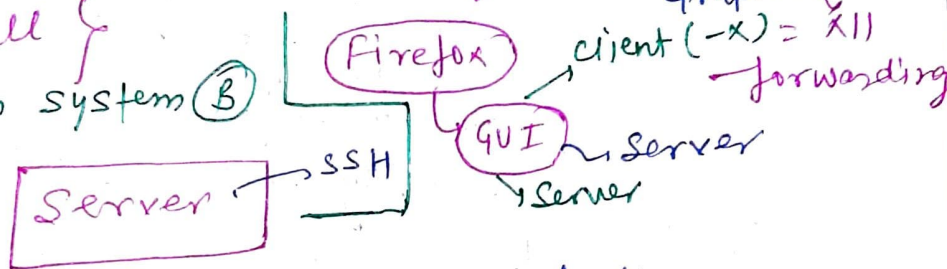 Firefox
client (-x) = X11
forwarding
system B
GUI
server
SSH
server
Server